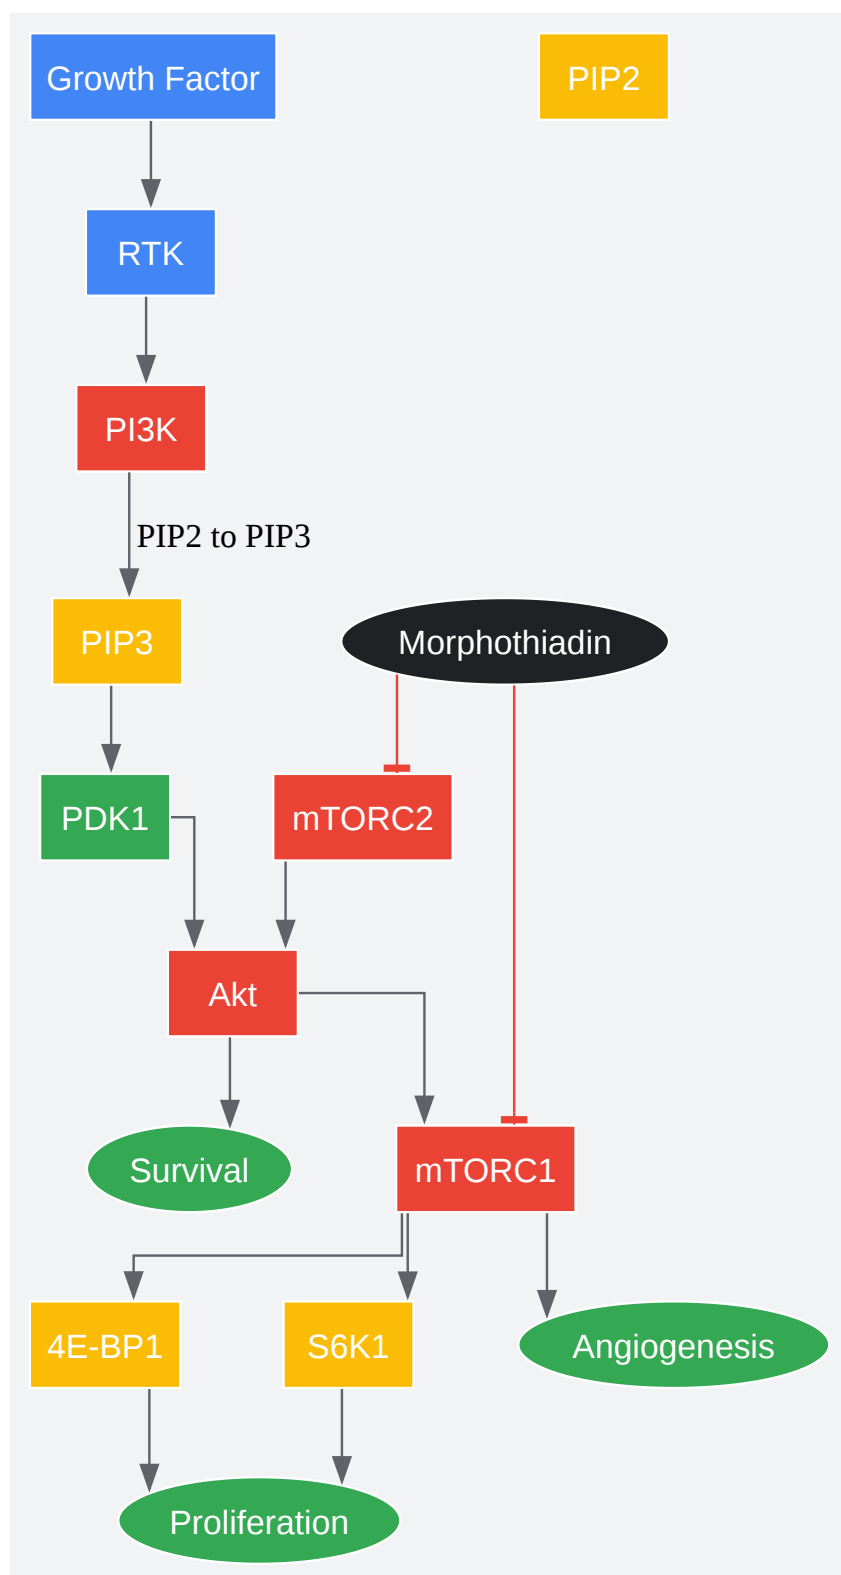 Growth Factor
PIP2
RTK
PI3K
PIP2 to PIP3
PIP3
Morphothiadin
PDK1
mTORC2
Akt
Survival
mTORC1
4E-BP1
S6K1
Angiogenesis
Proliferation